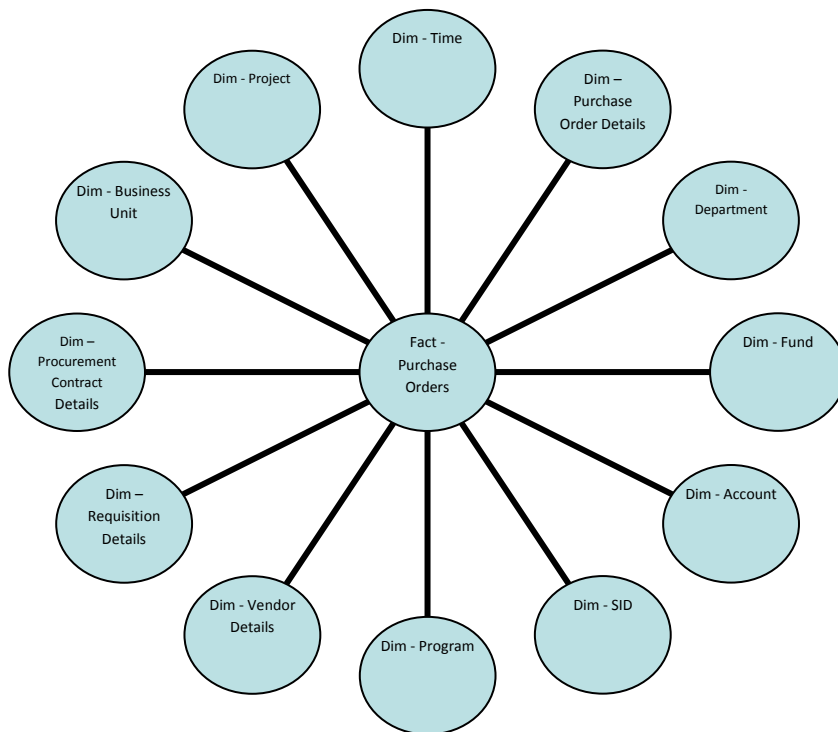 Dim - Time
Dim –
Purchase
Order Details
Dim -
Department
Dim - Fund
Dim - Account
Dim - SID
Dim - Program
Dim - Vendor
Details
Dim –
Requisition
Details
Dim –
Procurement
Contract
Details
Dim - Business
Unit
Dim - Project
Fact -
Purchase
Orders